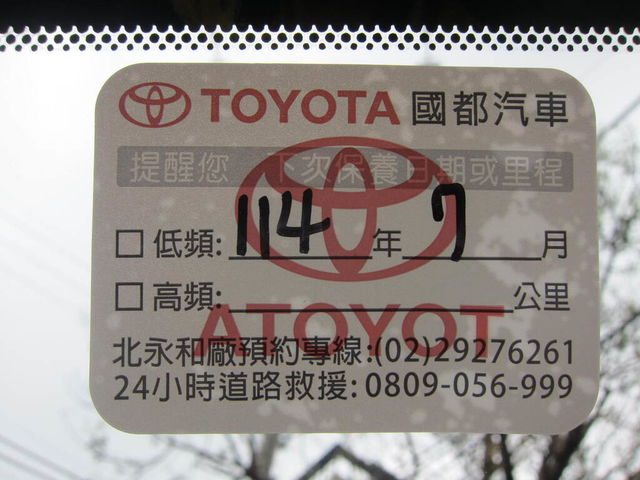 TOYOTA 國都汽車
提醒您 下次保養日期或里程
□ 低頻: 114 年 7 月
□ 高頻: 公里
ATOYOT
北永和廠預約專線:(02)29276261
24小時道路救援: 0809-056-999